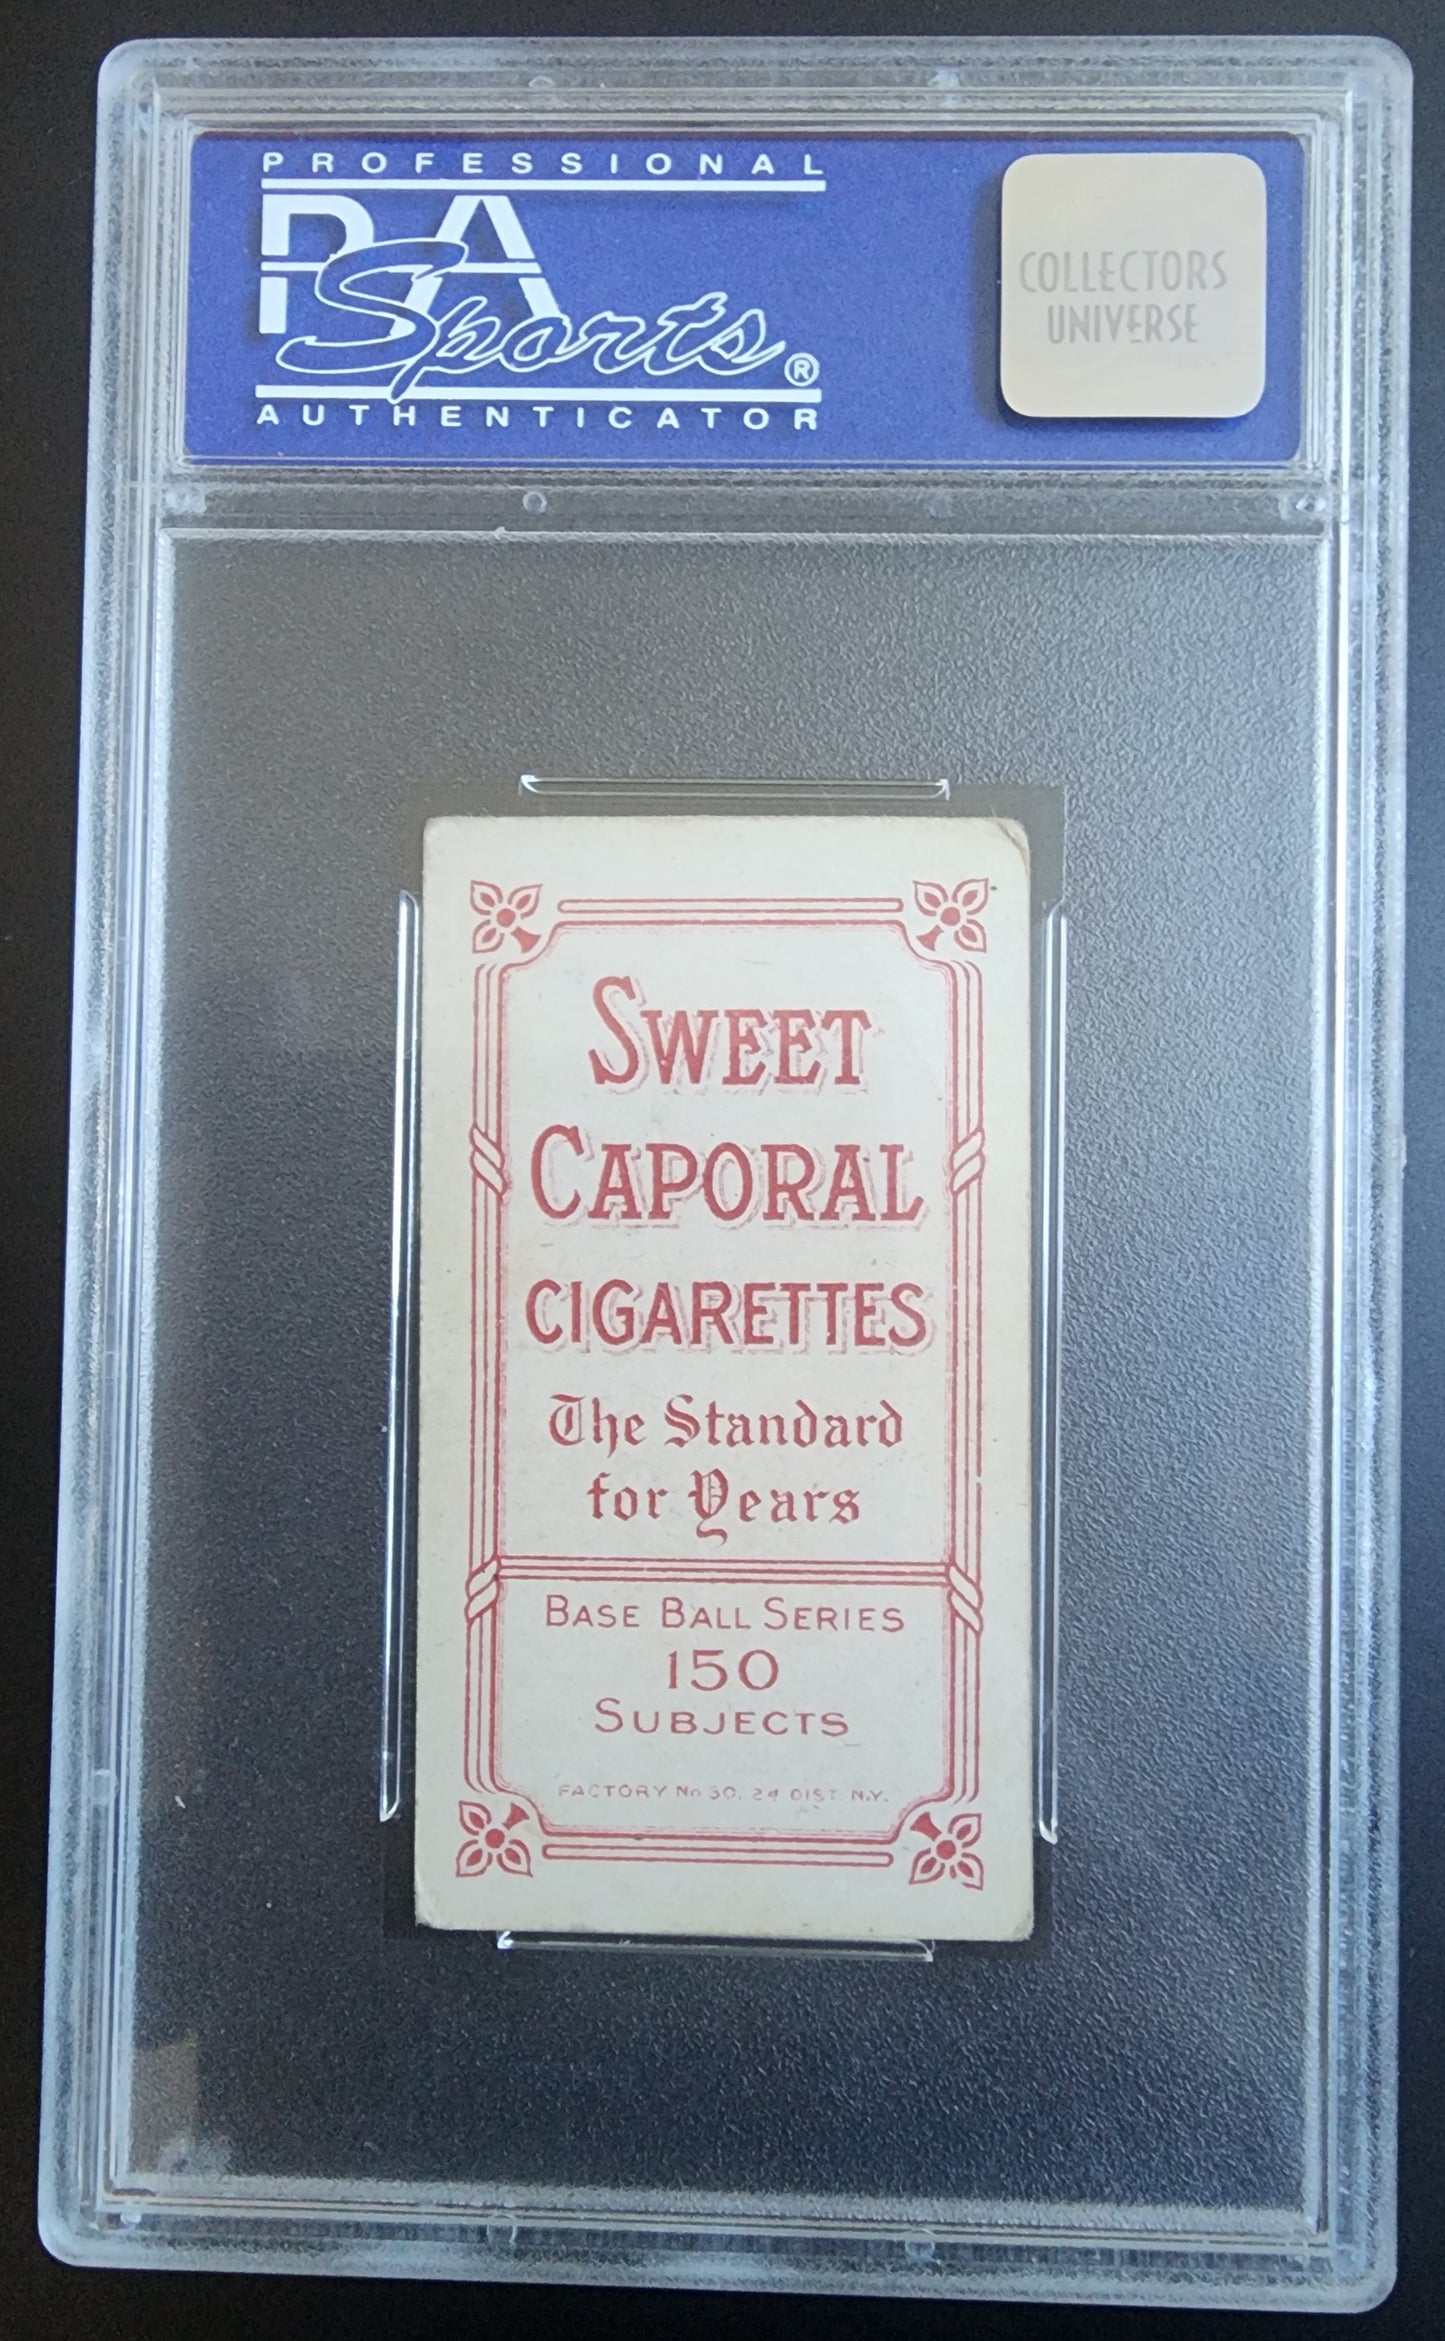 PROFESSIONAL
PSA
Sports®
AUTHENTICATOR
COLLECTORS
UNIVERSE
SWEET
CAPORAL
CIGARETTES
The Standard
for Years
BASE BALL SERIES
150
SUBJECTS
FACTORY No 30, 2d DIST. N.Y.